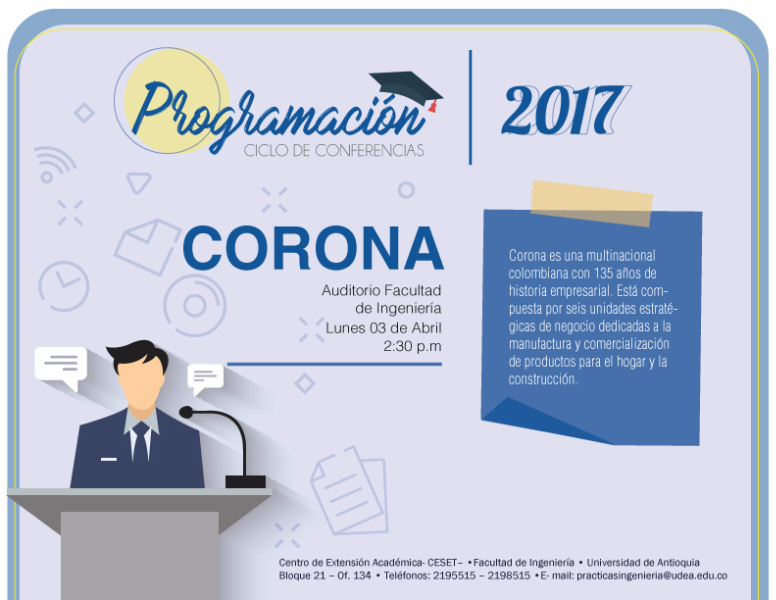 Programación
CICLO DE CONFERENCIAS
2017
CORONA
Auditorio Facultad
de Ingeniería
Lunes 03 de Abril
2:30 p.m
Corona es una multinacional
colombiana con 135 años de
historia empresarial. Está com-
puesta por seis unidades estraté-
gicas de negocio dedicadas a la
manufactura y comercialización
de productos para el hogar y la
construcción.
Centro de Extensión Académica- CESET– •Facultad de Ingeniería • Universidad de Antioquia
Bloque 21 – Of. 134 • Teléfonos: 2195515 – 2198515 •E- mail: practicasingenieria@udea.edu.co